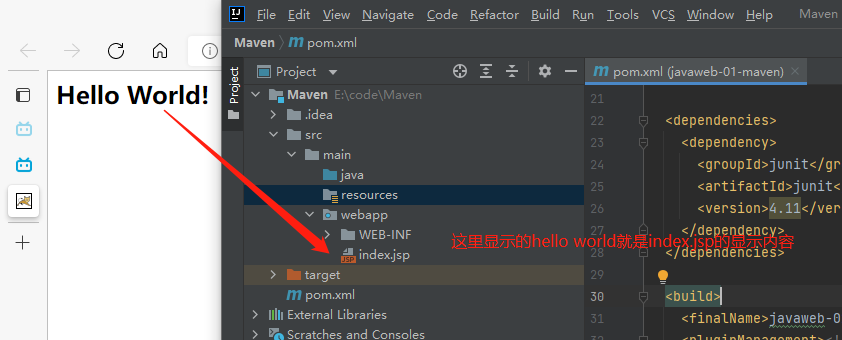 File Edit View Navigate Code Refactor Build Run Tools VCS Window Help Maven
Maven pom.xml
Project
Project
pom.xml (javaweb-01-maven)
Hello World!
Maven E:\code\Maven
.idea
src
main
java
resources
webapp
WEB-INF
index.jsp
target
m pom.xml
External Libraries
Scratches and Consoles
这里显示的hello world就是index.jsp的显示内容
21
22 <dependencies>
23 <dependency>
24 <groupId>junit</gr
25 <artifactId>junit<
26 <version>4.11</ver
27 </dependency>
28 </dependencies>
29
30 <build>
31 <finalName>javaweb-0
32